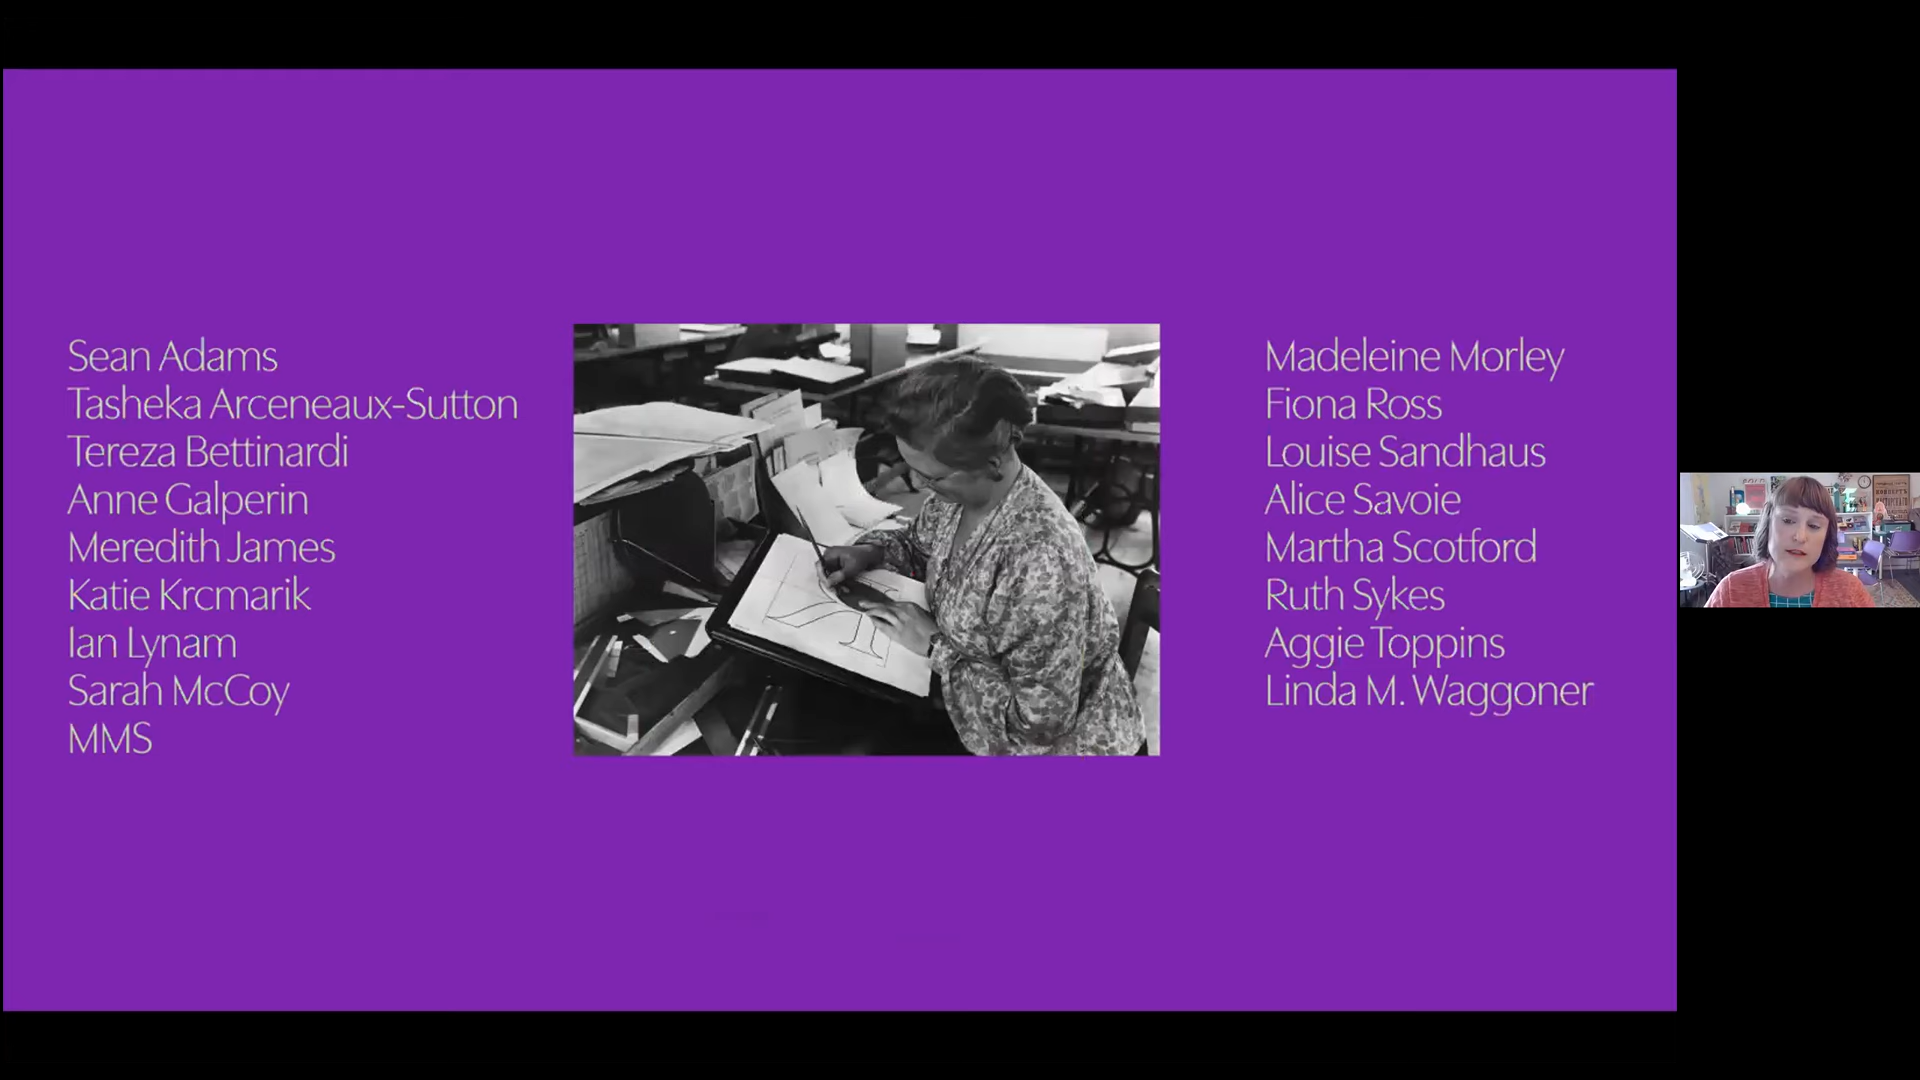 Sean Adams
Tasheka Arceneaux-Sutton
Tereza Bettinardi
Anne Galperin
Meredith James
Katie Krcmarik
Ian Lynam
Sarah McCoy
MMS
Madeleine Morley
Fiona Ross
Louise Sandhaus
Alice Savoie
Martha Scotford
Ruth Sykes
Aggie Toppins
Linda M. Waggoner